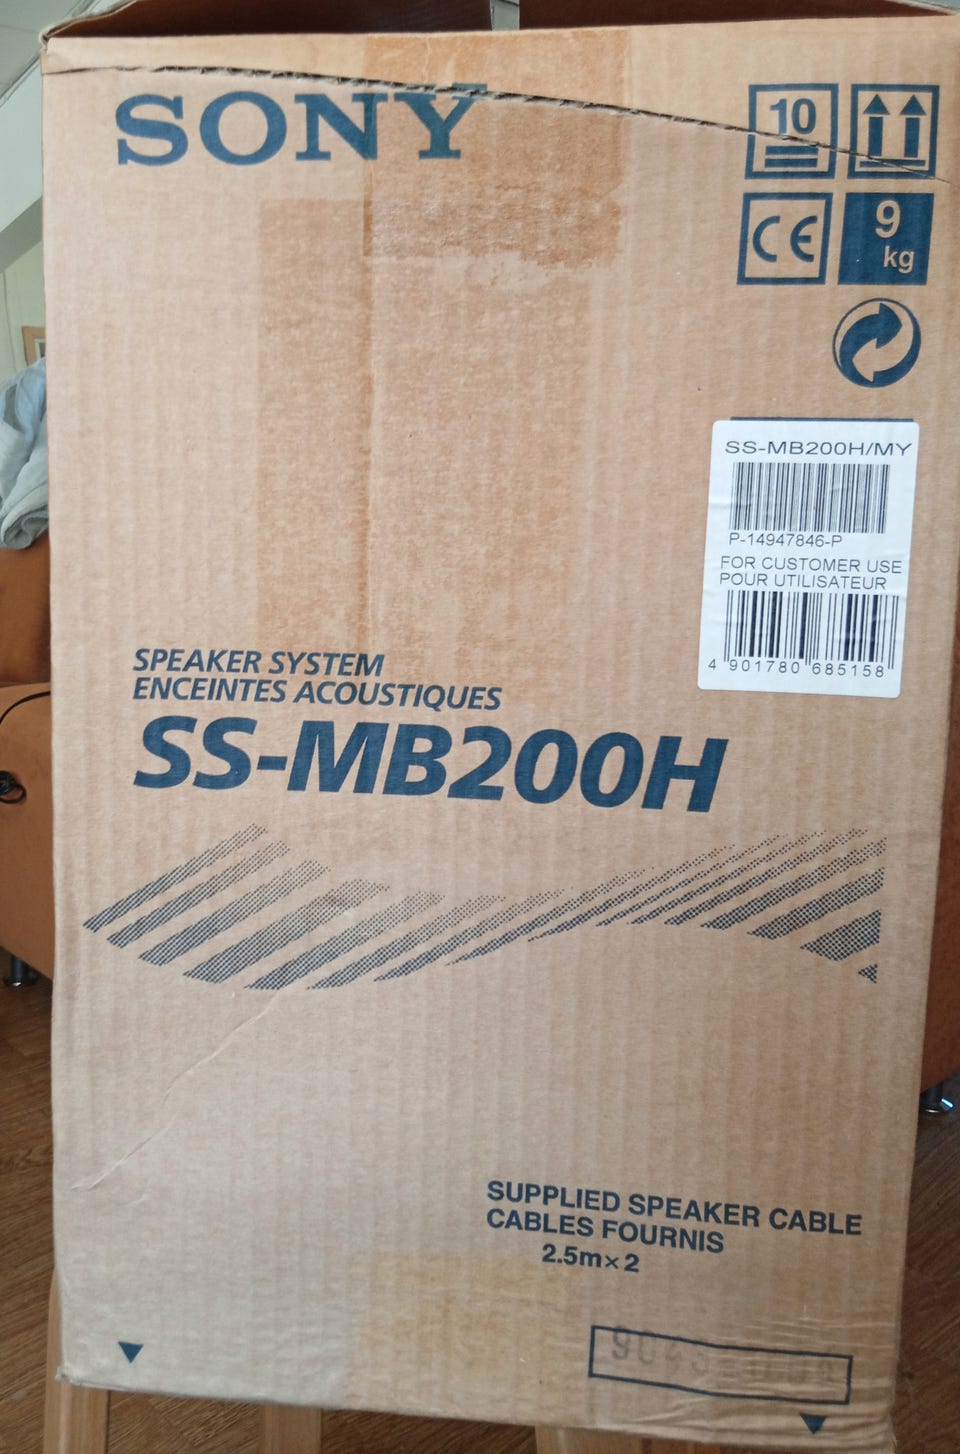 SONY
10
CE
9
kg
SS-MB200H/MY
P-14947846-P
FOR CUSTOMER USE
POUR UTILISATEUR
4 901780 685158
SPEAKER SYSTEM
ENCEINTES ACOUSTIQUES
SS-MB200H
SUPPLIED SPEAKER CABLE
CABLES FOURNIS
2.5m×2